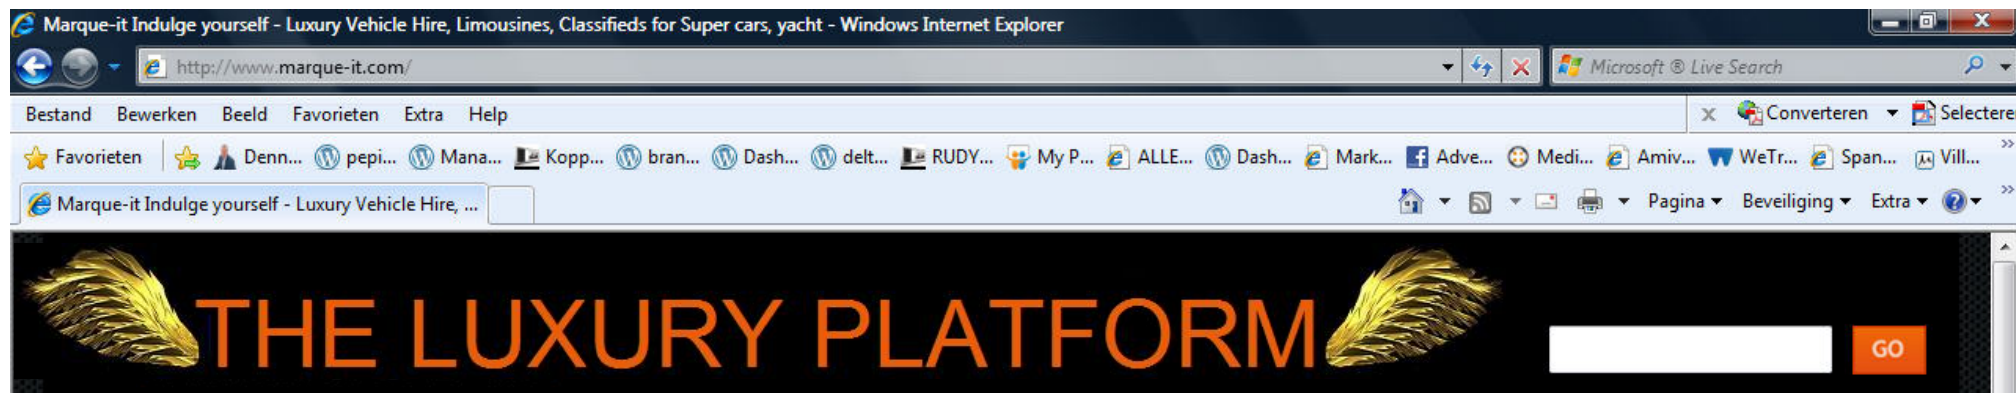 Marque-it Indulge yourself - Luxury Vehicle Hire, Limousines, Classifieds for Super cars, yacht - Windows Internet Explorer
http://www.marque-it.com/ Microsoft ® Live Search
Bestand Bewerken Beeld Favorieten Extra Help x Converteren Selectere
Favorieten Denn... pepi... Mana... Kopp... bran... Dash... delt... RUDY... My P... ALLE... Dash... Mark... Adve... Medi... Amiv... WeTr... Span... Vill... »
Marque-it Indulge yourself - Luxury Vehicle Hire, ... Pagina Beveiliging Extra »
THE LUXURY PLATFORM
GO